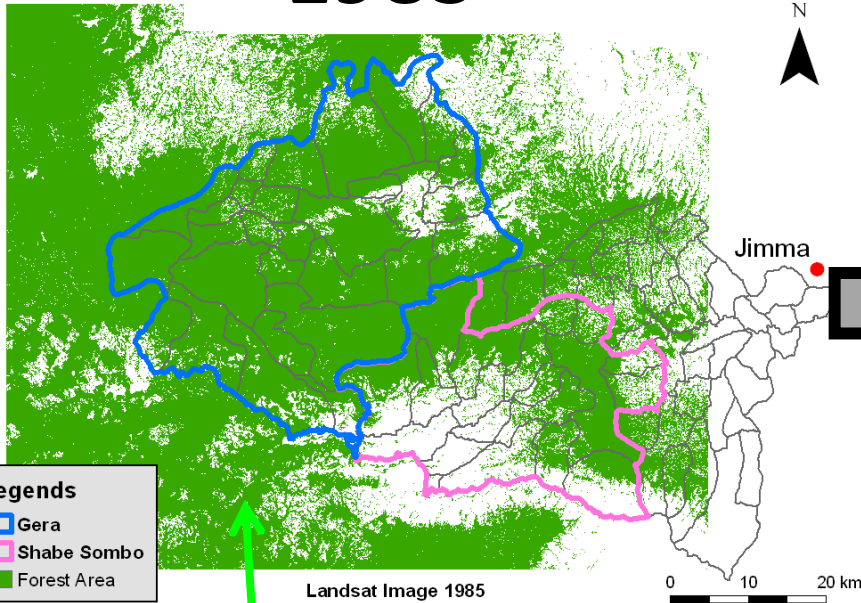 N
Jimma
egends
Gera
Shabe Sombo
Forest Area
Landsat Image 1985
0 10 20 km